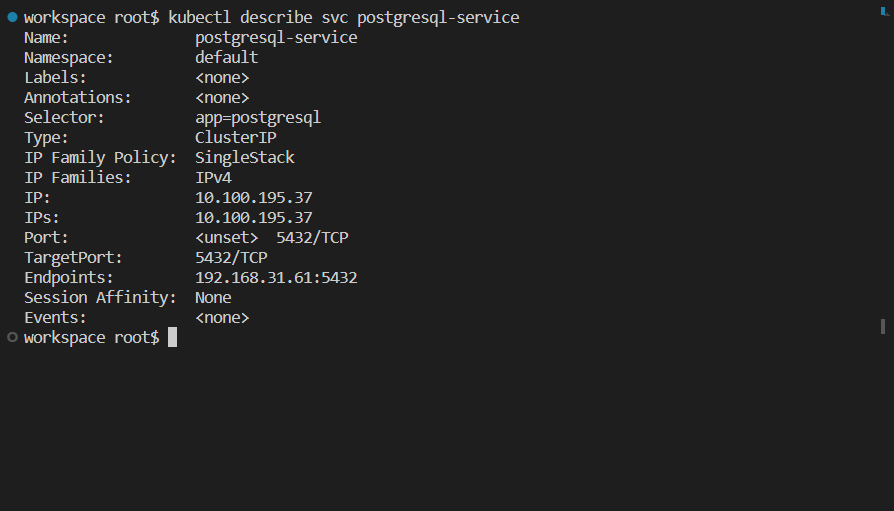 workspace root$ kubectl describe svc postgresql-service
Name:              postgresql-service
Namespace:         default
Labels:            <none>
Annotations:       <none>
Selector:          app=postgresql
Type:              ClusterIP
IP Family Policy:  SingleStack
IP Families:       IPv4
IP:                10.100.195.37
IPs:               10.100.195.37
Port:              <unset>  5432/TCP
TargetPort:        5432/TCP
Endpoints:         192.168.31.61:5432
Session Affinity:  None
Events:            <none>
workspace root$